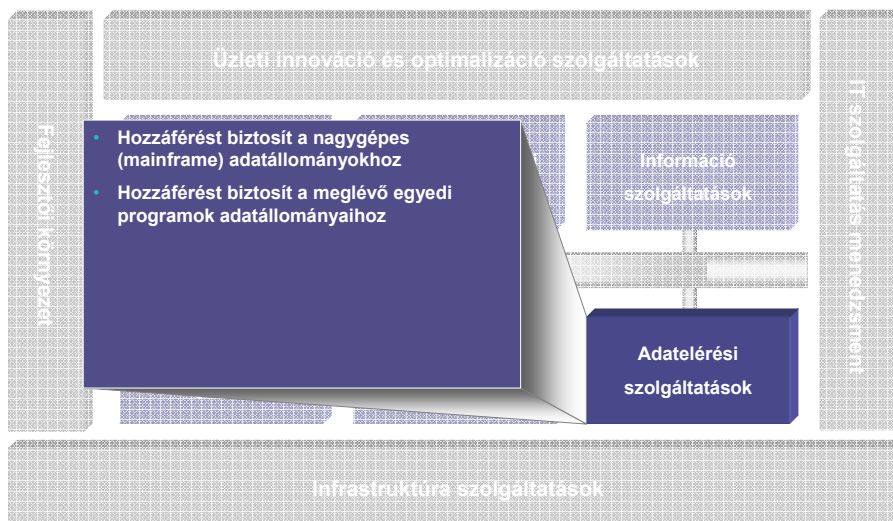 Üzleti innováció és optimalizáció szolgáltatások
Fejlesztői környezet
• Hozzáférést biztosít a nagygépes
(mainframe) adatállományokhoz
• Hozzáférést biztosít a meglévő egyedi
programok adatállományaihoz
Információ
szolgáltatások
IT szolgáltatás menedzsment
Adatelérési
szolgáltatások
Infrastruktúra szolgáltatások